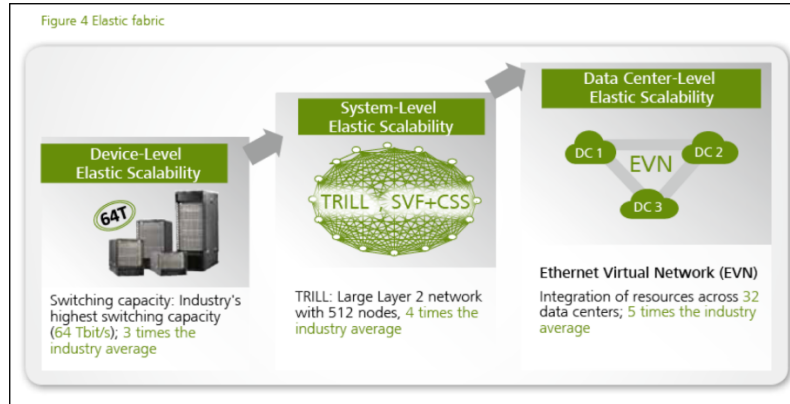 Figure 4 Elastic fabric
Device-Level
Elastic Scalability
64T
Switching capacity: Industry's
highest switching capacity
(64 Tbit/s); 3 times the
industry average
System-Level
Elastic Scalability
TRILL , SVF+CSS
TRILL: Large Layer 2 network
with 512 nodes, 4 times the
industry average
Data Center-Level
Elastic Scalability
DC 1
EVN
DC 2
DC 3
Ethernet Virtual Network (EVN)
Integration of resources across 32
data centers; 5 times the industry
average